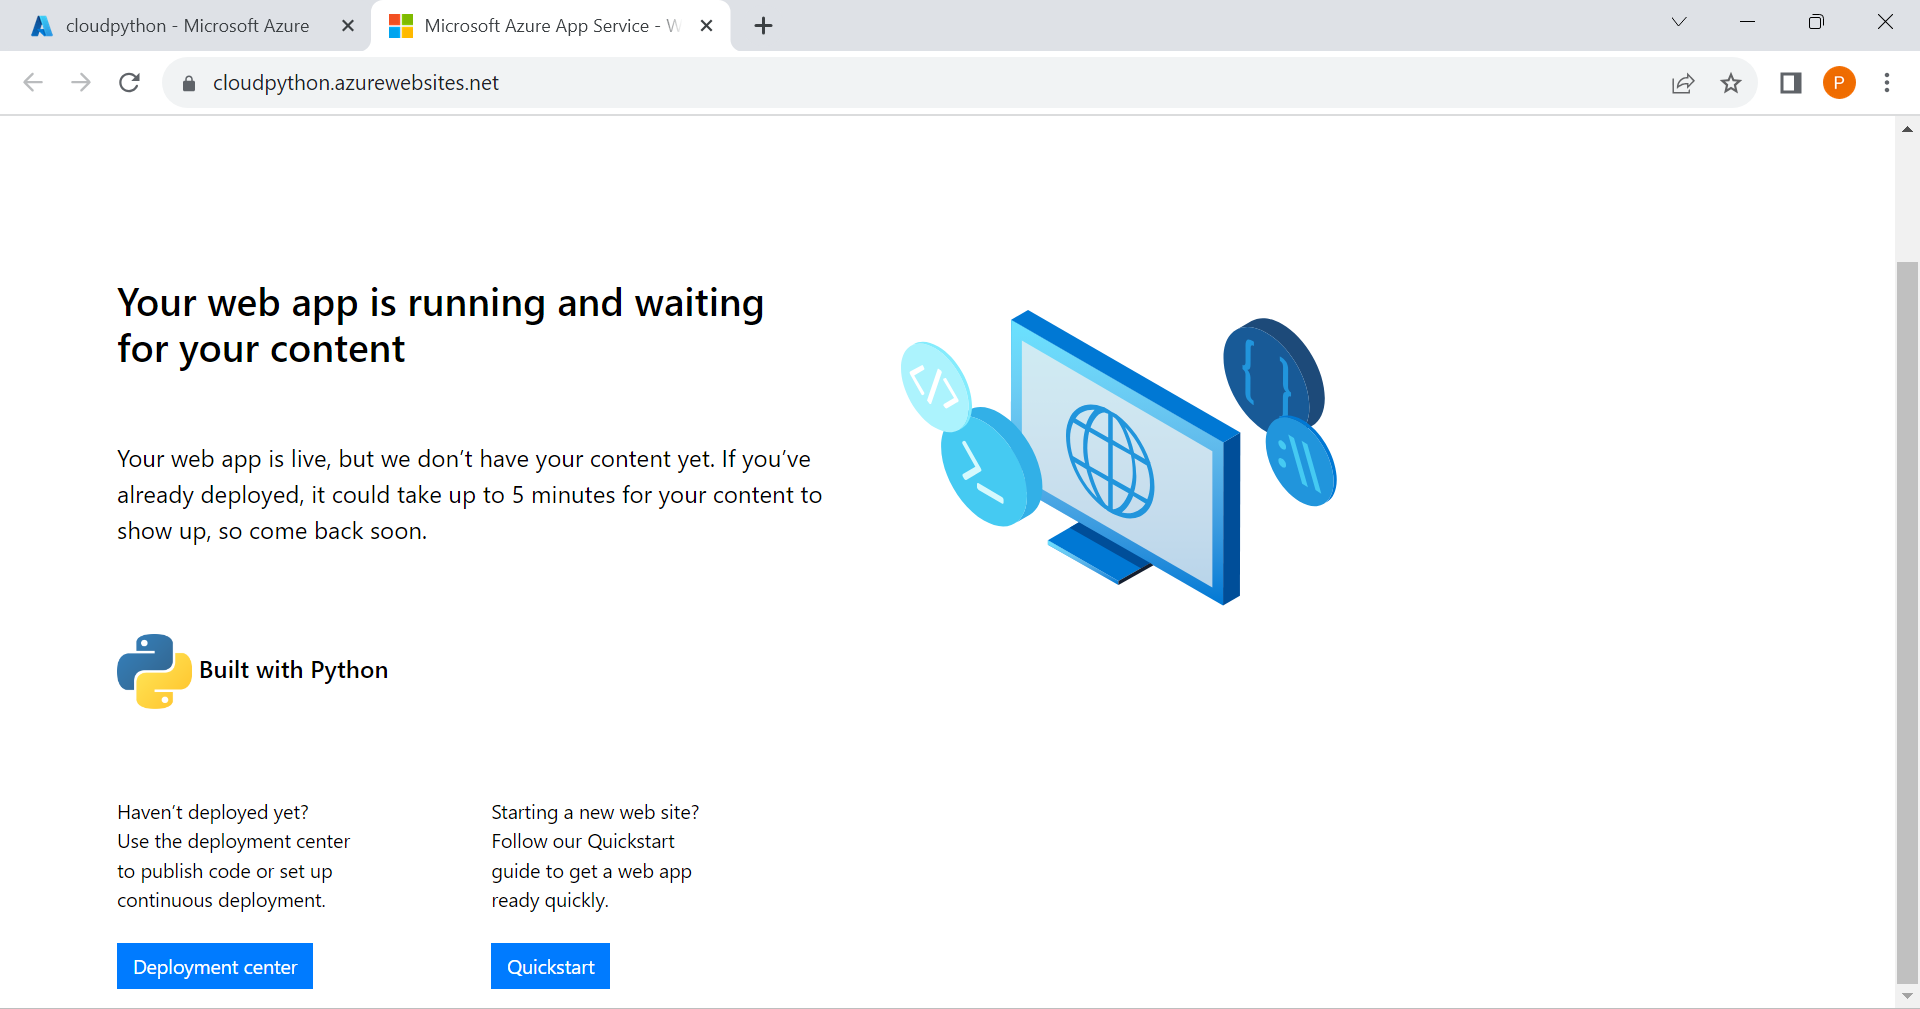 cloudpython - Microsoft Azure
Microsoft Azure App Service - W
cloudpython.azurewebsites.net
P
Your web app is running and waiting
for your content
Your web app is live, but we don’t have your content yet. If you’ve
already deployed, it could take up to 5 minutes for your content to
show up, so come back soon.
Built with Python
Haven’t deployed yet?
Use the deployment center
to publish code or set up
continuous deployment.
Deployment center
Starting a new web site?
Follow our Quickstart
guide to get a web app
ready quickly.
Quickstart